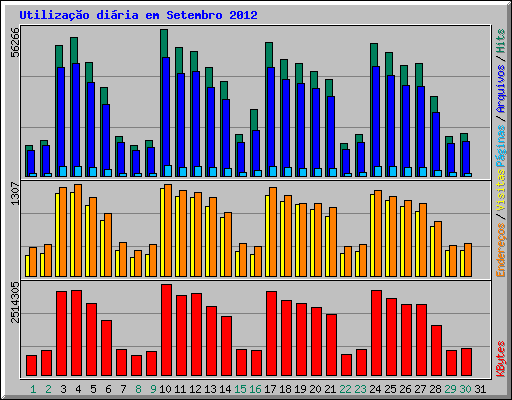 Utilização diária em Setembro 2012
56266
1307
2514305
KBytes
Endereços / Visitas
Páginas / Arquivos / Hits
1 2 3 4 5 6 7 8 9 10 11 12 13 14 15 16 17 18 19 20 21 22 23 24 25 26 27 28 29 30 31